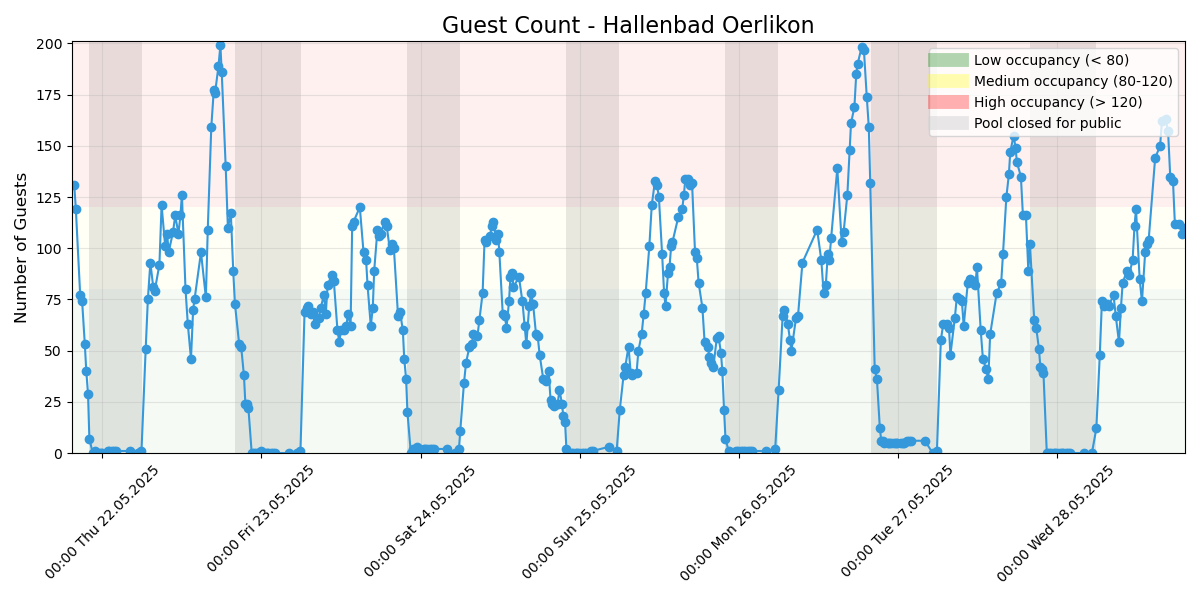 Guest Count - Hallenbad Oerlikon
Low occupancy (< 80)
Medium occupancy (80-120)
High occupancy (> 120)
Pool closed for public
Number of Guests
200
175
150
125
100
75
50
25
0
00:00 Thu 22.05.2025
00:00 Fri 23.05.2025
00:00 Sat 24.05.2025
00:00 Sun 25.05.2025
00:00 Mon 26.05.2025
00:00 Tue 27.05.2025
00:00 Wed 28.05.2025